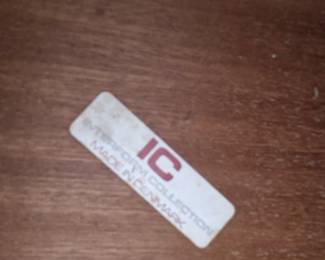 IC
INTERFORM COLLECTION
MADE IN DENMARK